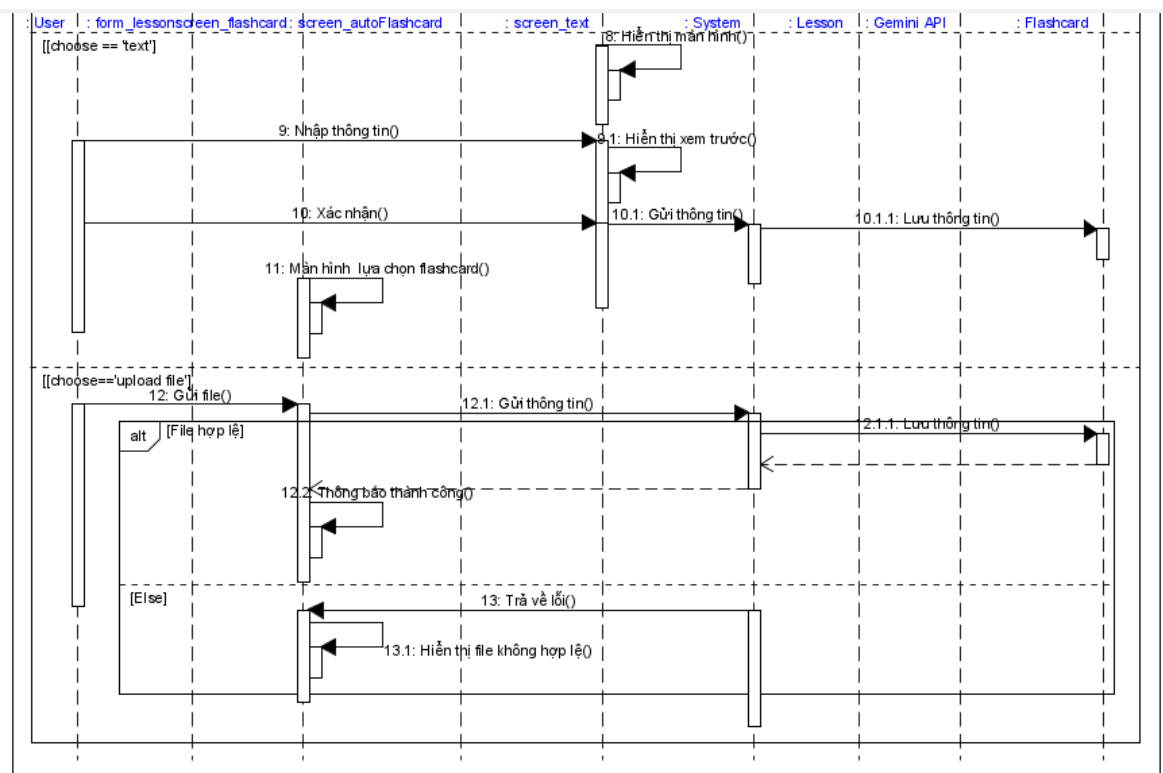 : User : form_lesson screen_flashcard : screen_autoFlashcard : screen_text : System : Lesson : Gemini API : Flashcard
[[choose == 'text']
8: Hiển thị màn hình()
9: Nhập thông tin()
9.1: Hiển thị xem trước()
10: Xác nhận()
10.1: Gửi thông tin()
10.1.1: Lưu thông tin()
11: Màn hình lựa chọn flashcard()
[[choose=='upload file']
12: Gửi file()
12.1: Gửi thông tin()
alt
[File hợp lệ]
12.1.1: Lưu thông tin()
12.2: Thông báo thành công()
[Else]
13: Trả về lỗi()
13.1: Hiển thị file không hợp lệ()